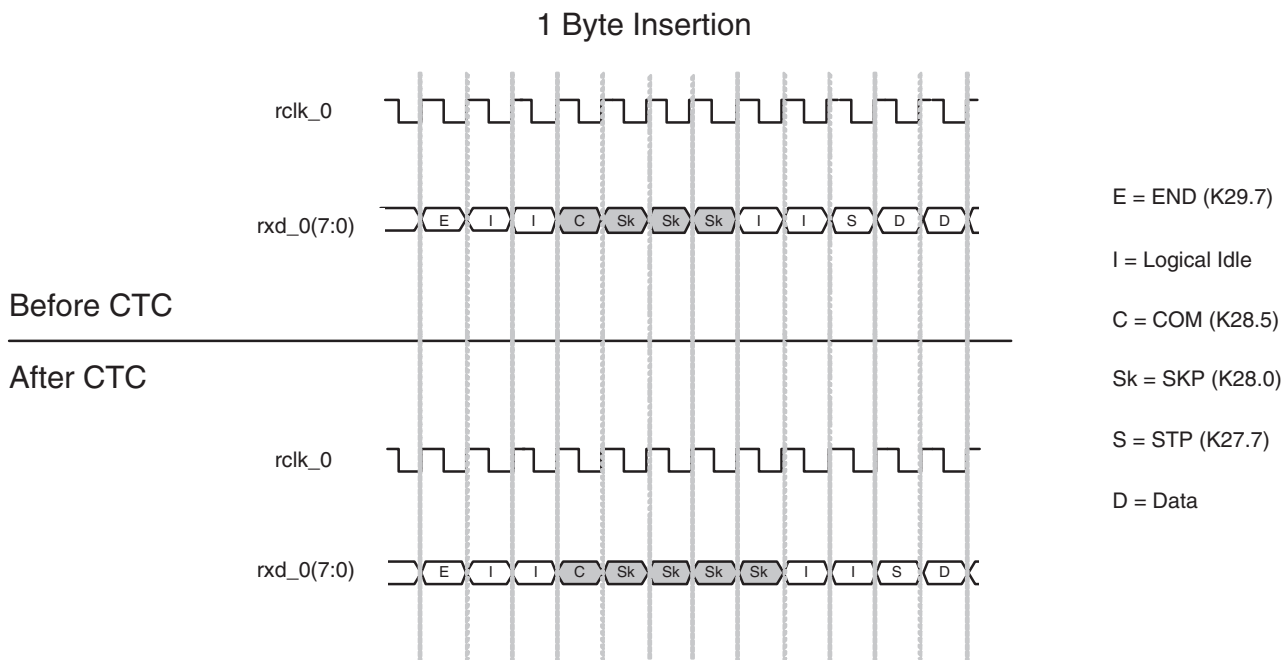 1 Byte Insertion
rclk_0
rxd_0(7:0) E I I C Sk Sk Sk I I S D D
Before CTC
After CTC
rclk_0
rxd_0(7:0) E I I C Sk Sk Sk Sk I I S D
E = END (K29.7)
I = Logical Idle
C = COM (K28.5)
Sk = SKP (K28.0)
S = STP (K27.7)
D = Data